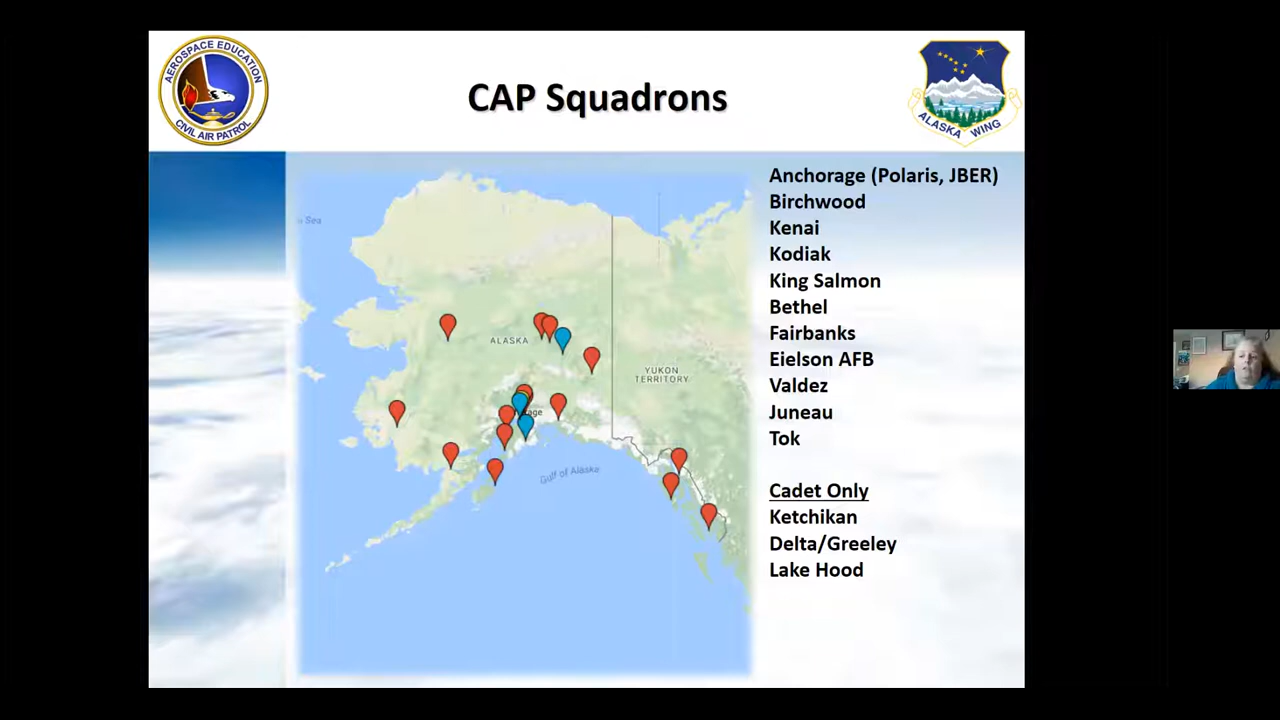 AEROSPACE EDUCATION
CIVIL AIR PATROL
CAP Squadrons
ALASKA WING
Sea
ALASKA
YUKON
TERRITORY
age
Gulf of Alaska
Anchorage (Polaris, JBER)
Birchwood
Kenai
Kodiak
King Salmon
Bethel
Fairbanks
Eielson AFB
Valdez
Juneau
Tok
Cadet Only
Ketchikan
Delta/Greeley
Lake Hood